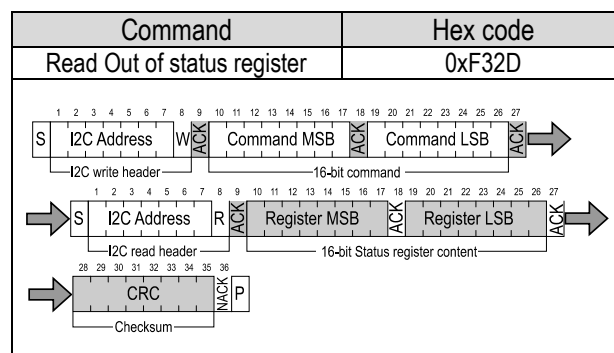 Command Hex code
Read Out of status register 0xF32D
1 2 3 4 5 6 7 8 9 10 11 12 13 14 15 16 17 18 19 20 21 22 23 24 25 26 27
S I2C Address W ACK Command MSB ACK Command LSB ACK
I2C write header 16-bit command
1 2 3 4 5 6 7 8 9 10 11 12 13 14 15 16 17 18 19 20 21 22 23 24 25 26 27
S I2C Address R ACK Register MSB ACK Register LSB ACK
I2C read header 16-bit Status register content
28 29 30 31 32 33 34 35 36
CRC NACK P
Checksum